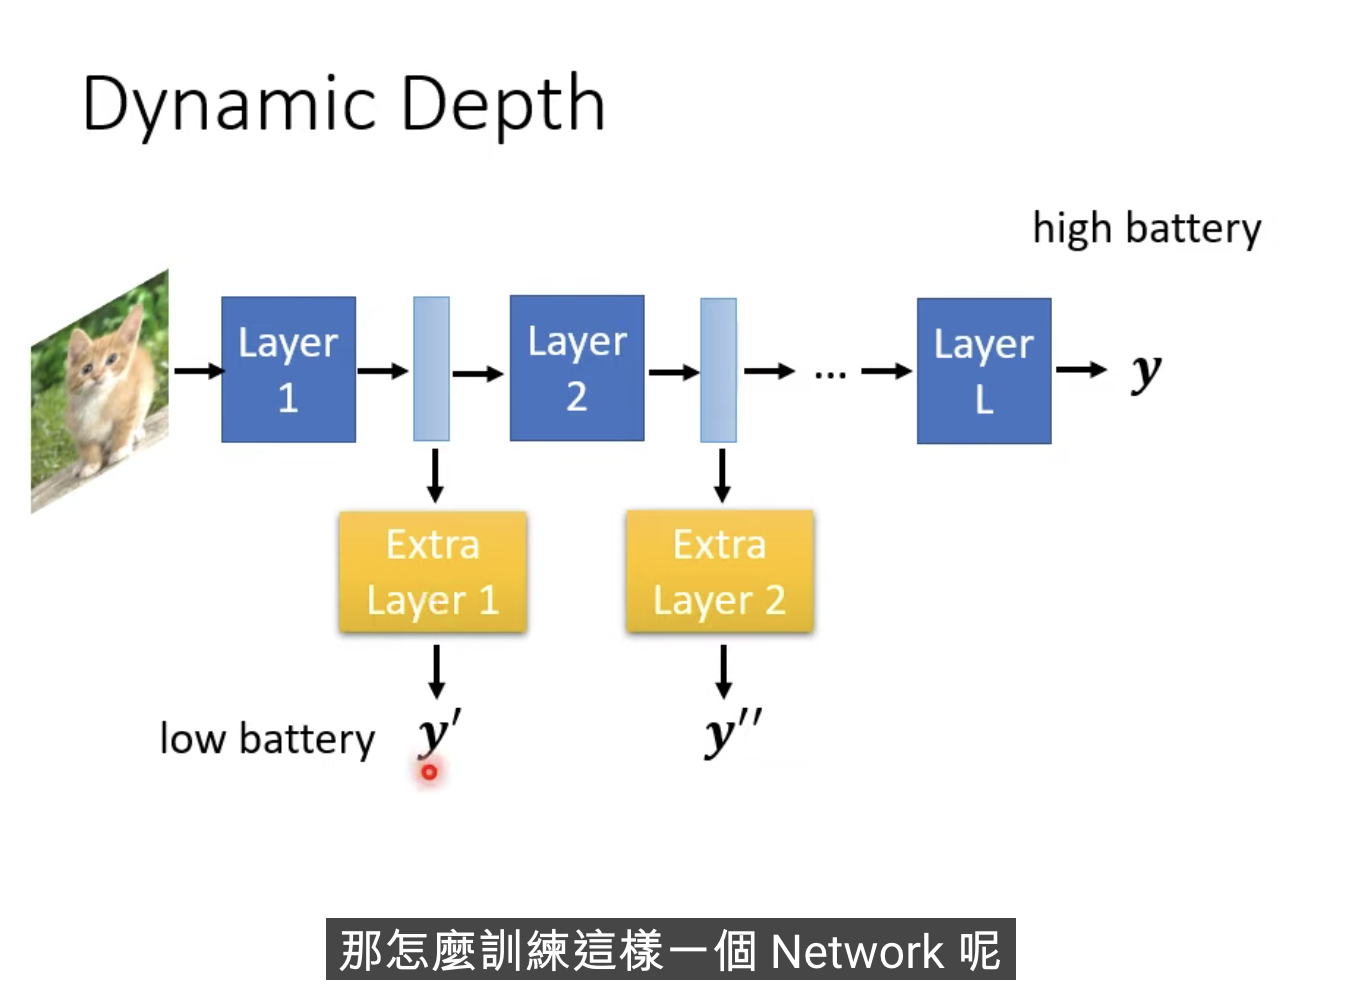 Dynamic Depth
high battery
Layer
1
Layer
2
...
Layer
L
y
Extra
Layer 1
Extra
Layer 2
low battery
y′
y′′
那怎麼訓練這樣一個 Network 呢